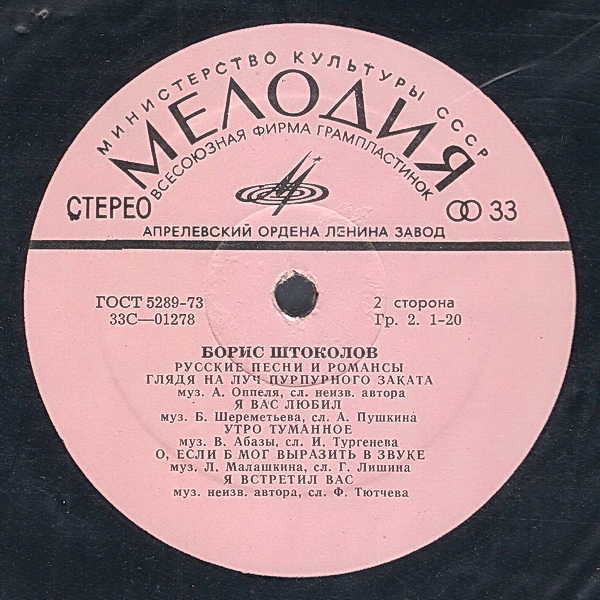 МИНИСТЕРСТВО КУЛЬТУРЫ СССР
МЕЛОДИЯ
ВСЕСОЮЗНАЯ ФИРМА ГРАМПЛАСТИНОК
СТЕРЕО
33
АПРЕЛЕВСКИЙ ОРДЕНА ЛЕНИНА ЗАВОД
ГОСТ 5289-73
2 сторона
33С—01278
Гр. 2. 1-20
БОРИС ШТОКОЛОВ
РУССКИЕ ПЕСНИ И РОМАНСЫ
ГЛЯДЯ НА ЛУЧ ПУРПУРНОГО ЗАКАТА
муз. А. Оппеля, сл. неизв. автора
Я ВАС ЛЮБИЛ
муз. Б. Шереметьева, сл. А. Пушкина
УТРО ТУМАННОЕ
муз. В. Абазы, сл. И. Тургенева
О, ЕСЛИ Б МОГ ВЫРАЗИТЬ В ЗВУКЕ
муз. Л. Малашкина, сл. Г. Лишина
Я ВСТРЕТИЛ ВАС
муз. неизв. автора, сл. Ф. Тютчева